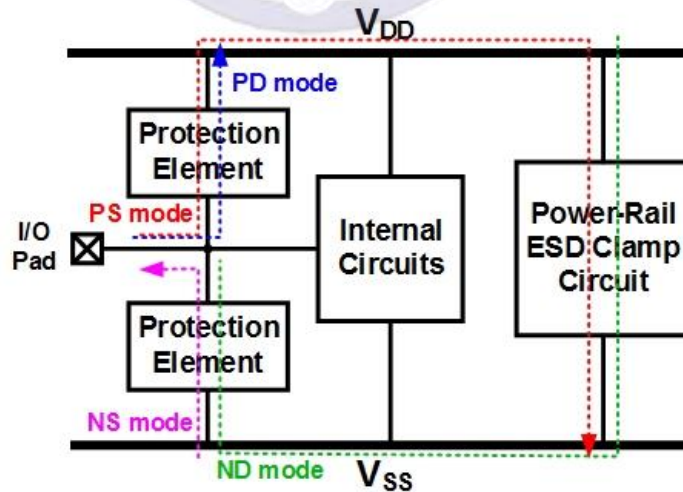 VDD
PD mode
Protection
Element
PS mode
I/O
Pad
Internal
Circuits
Power-Rail
ESD Clamp
Circuit
Protection
Element
NS mode
ND mode
VSS